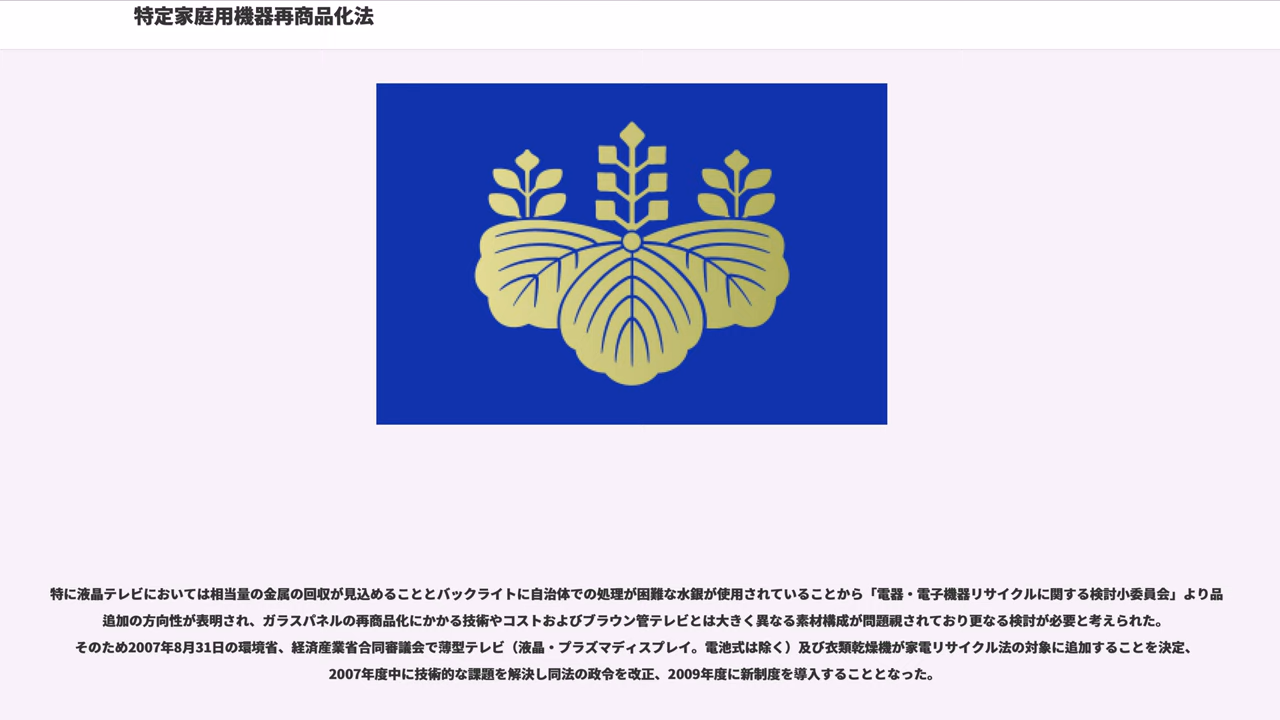 特定家庭用機器再商品化法
特に液晶テレビにおいては相当量の金属の回収が見込めることとバックライトに自治体での処理が困難な水銀が使用されていることから「電器・電子機器リサイクルに関する検討小委員会」より品
追加の方向性が表明され、ガラスパネルの再商品化にかかる技術やコストおよびブラウン管テレビとは大きく異なる素材構成が問題視されており更なる検討が必要と考えられた。
そのため2007年8月31日の環境省、経済産業省合同審議会で薄型テレビ（液晶・プラズマディスプレイ。電池式は除く）及び衣類乾燥機が家電リサイクル法の対象に追加することを決定、
2007年度中に技術的な課題を解決し同法の政令を改正、2009年度に新制度を導入することとなった。